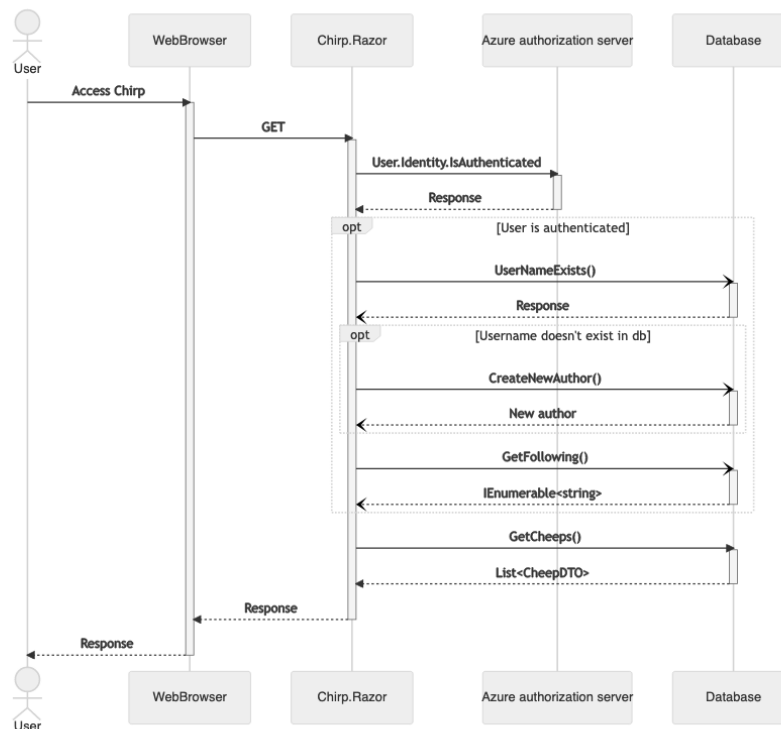 WebBrowser Chirp.Razor Azure authorization server Database
User
Access Chirp
GET
User.Identity.IsAuthenticated
Response
opt [User is authenticated]
UserNameExists()
Response
opt [Username doesn't exist in db]
CreateNewAuthor()
New author
GetFollowing()
IEnumerable<string>
GetCheeps()
List<CheepDTO>
Response
Response
WebBrowser Chirp.Razor Azure authorization server Database
User